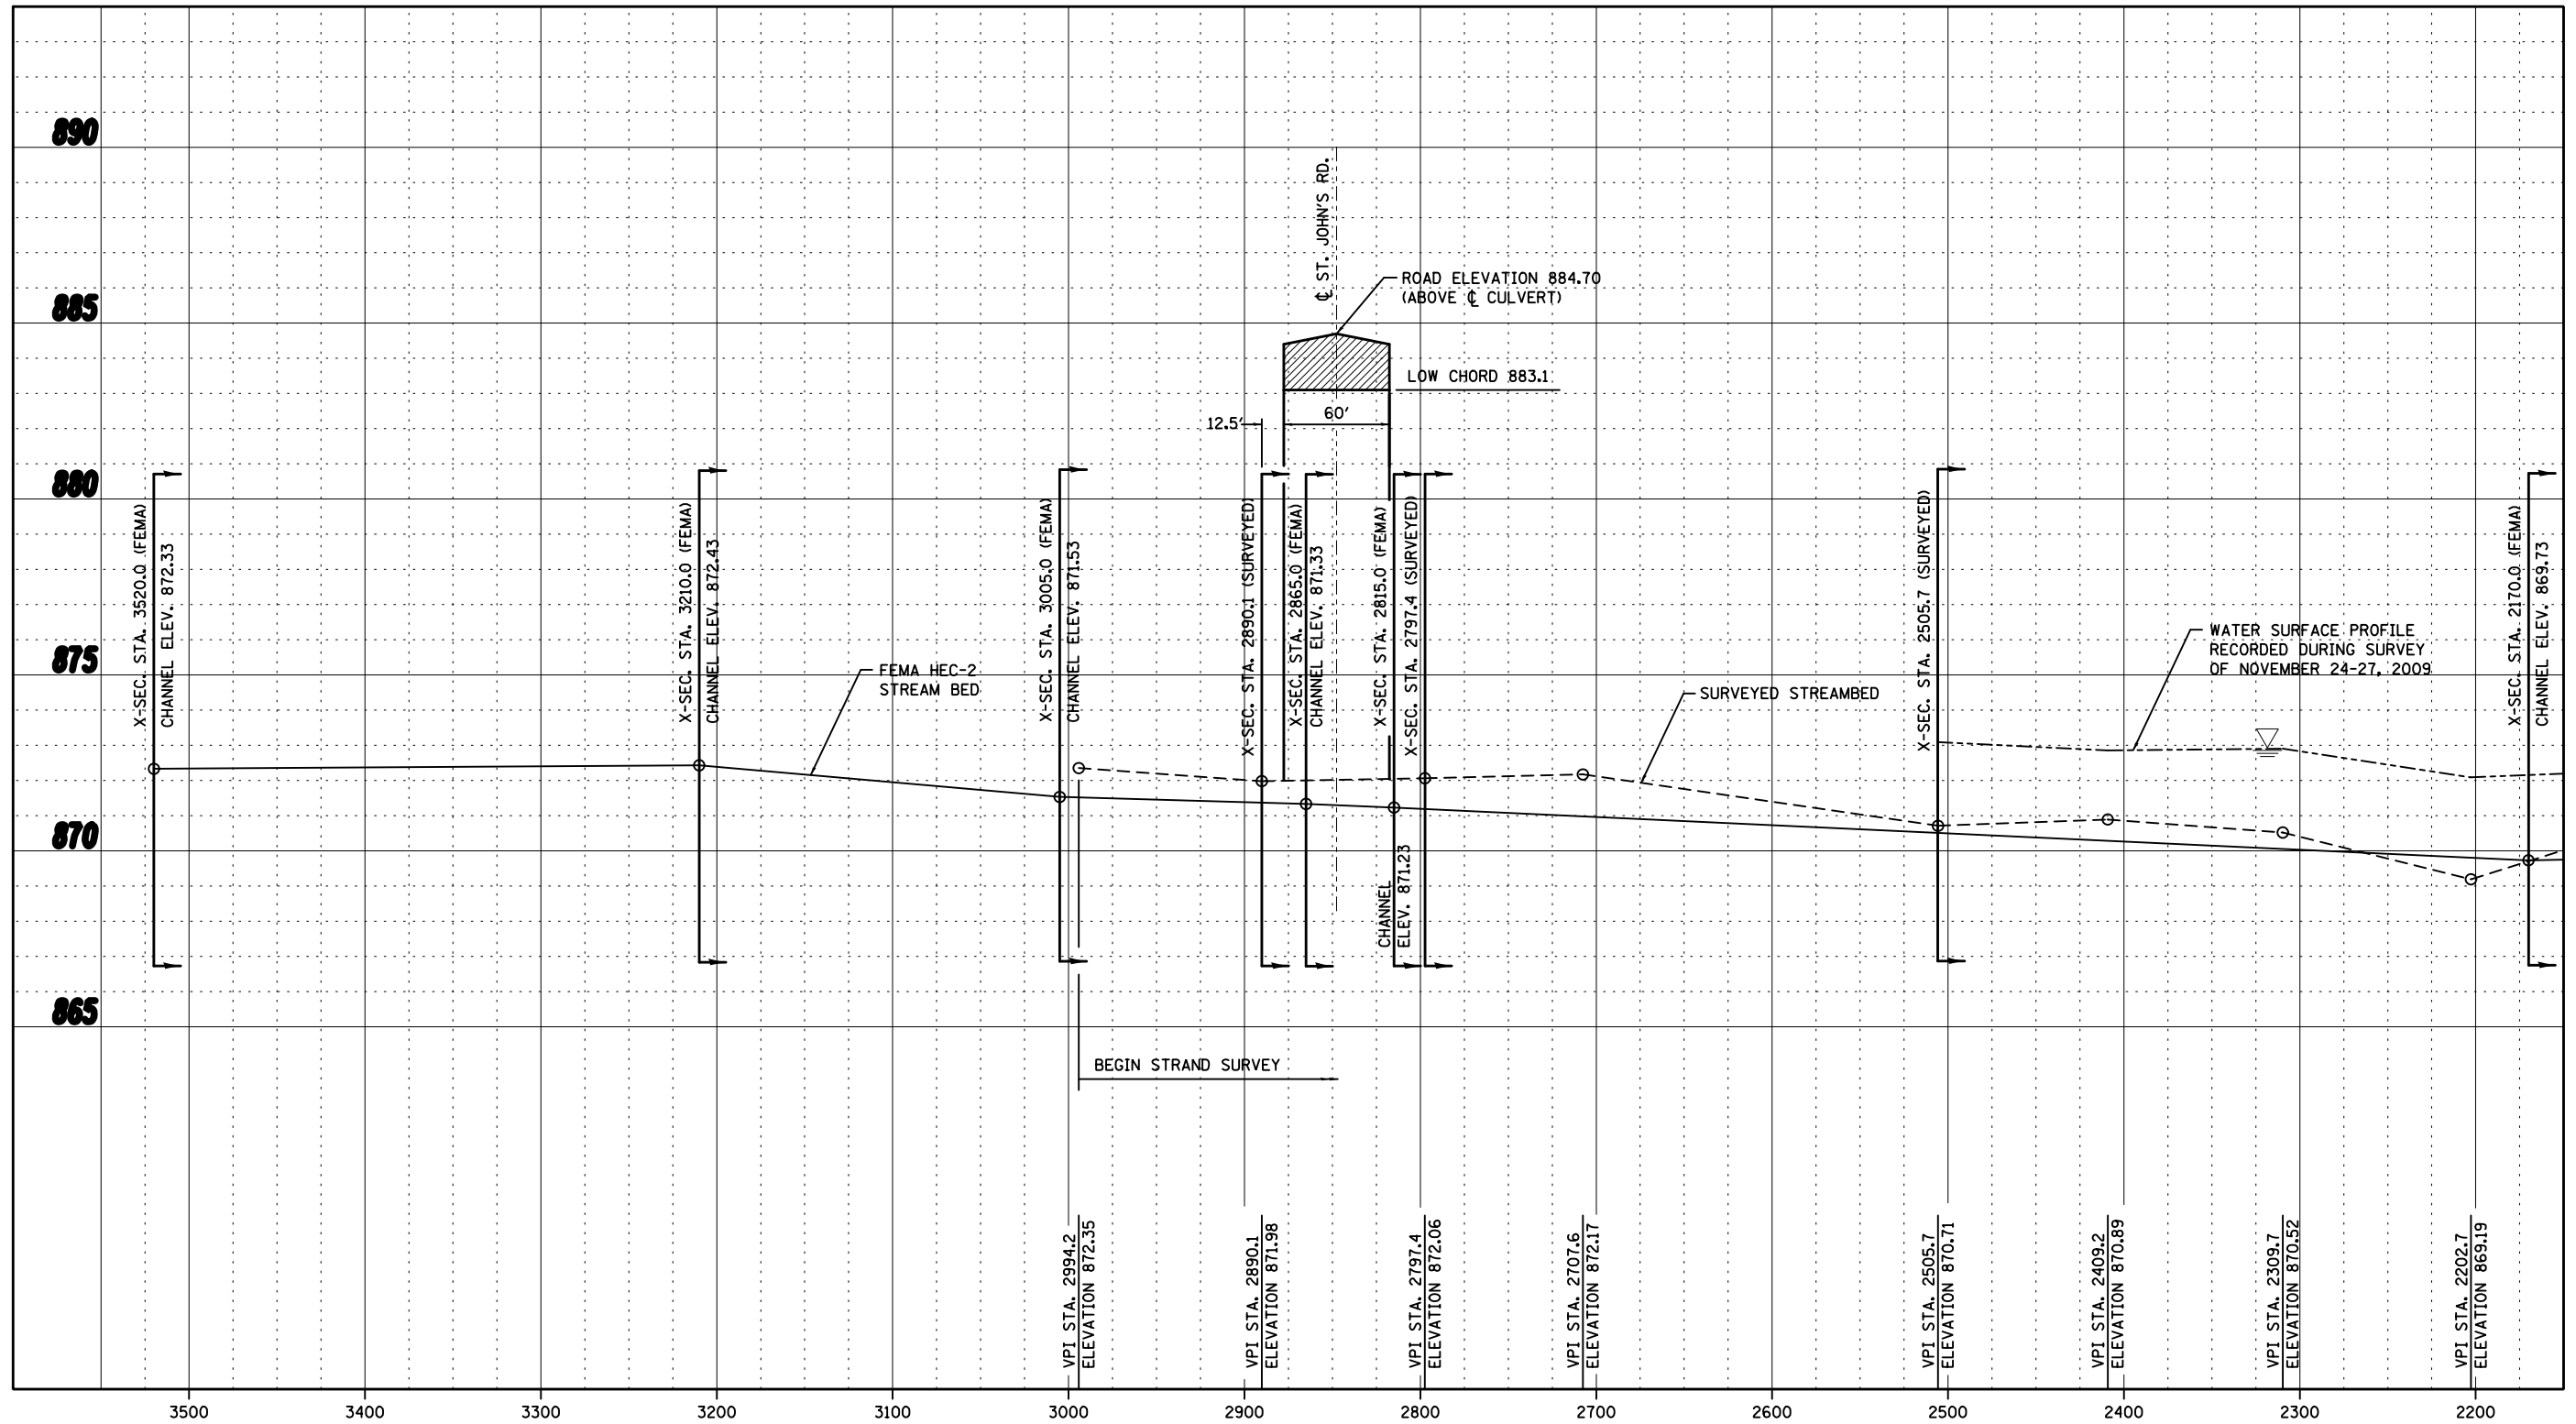 890
885
880
875
870
865
℄ ST. JOHN'S RD.
ROAD ELEVATION 884.70
(ABOVE ℄ CULVERT)
LOW CHORD 883.1
12.5'
60'
X-SEC. STA. 3520.0 (FEMA)
CHANNEL ELEV. 872.33
X-SEC. STA. 3210.0 (FEMA)
CHANNEL ELEV. 872.43
FEMA HEC-2
STREAM BED
X-SEC. STA. 3005.0 (FEMA)
CHANNEL ELEV. 871.53
X-SEC. STA. 2890.1 (SURVEYED)
X-SEC. STA. 2865.0 (FEMA)
CHANNEL ELEV. 871.33
X-SEC. STA. 2815.0 (FEMA)
CHANNEL
ELEV. 871.23
X-SEC. STA. 2797.4 (SURVEYED)
SURVEYED STREAMBED
X-SEC. STA. 2505.7 (SURVEYED)
WATER SURFACE PROFILE
RECORDED DURING SURVEY
OF NOVEMBER 24-27, 2009
X-SEC. STA. 2170.0 (FEMA)
CHANNEL ELEV. 869.73
BEGIN STRAND SURVEY
VPI STA. 2994.2
ELEVATION 872.35
VPI STA. 2890.1
ELEVATION 871.98
VPI STA. 2797.4
ELEVATION 872.06
VPI STA. 2707.6
ELEVATION 872.17
VPI STA. 2505.7
ELEVATION 870.71
VPI STA. 2409.2
ELEVATION 870.89
VPI STA. 2309.7
ELEVATION 870.52
VPI STA. 2202.7
ELEVATION 869.19
3500 3400 3300 3200 3100 3000 2900 2800 2700 2600 2500 2400 2300 2200